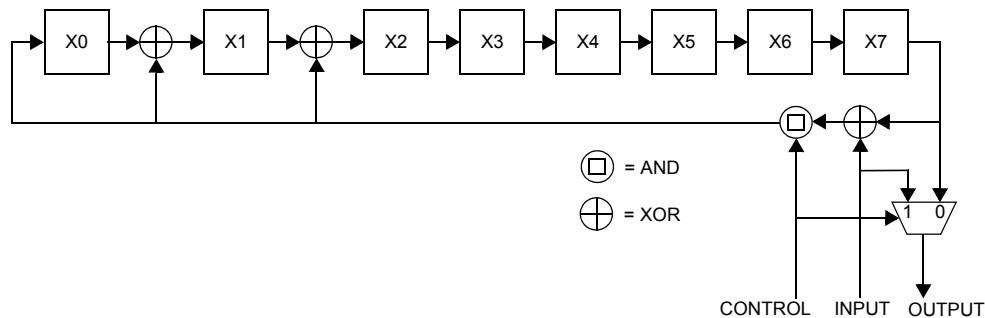 X0 X1 X2 X3 X4 X5 X6 X7
= AND
= XOR
1 0
CONTROL INPUT OUTPUT